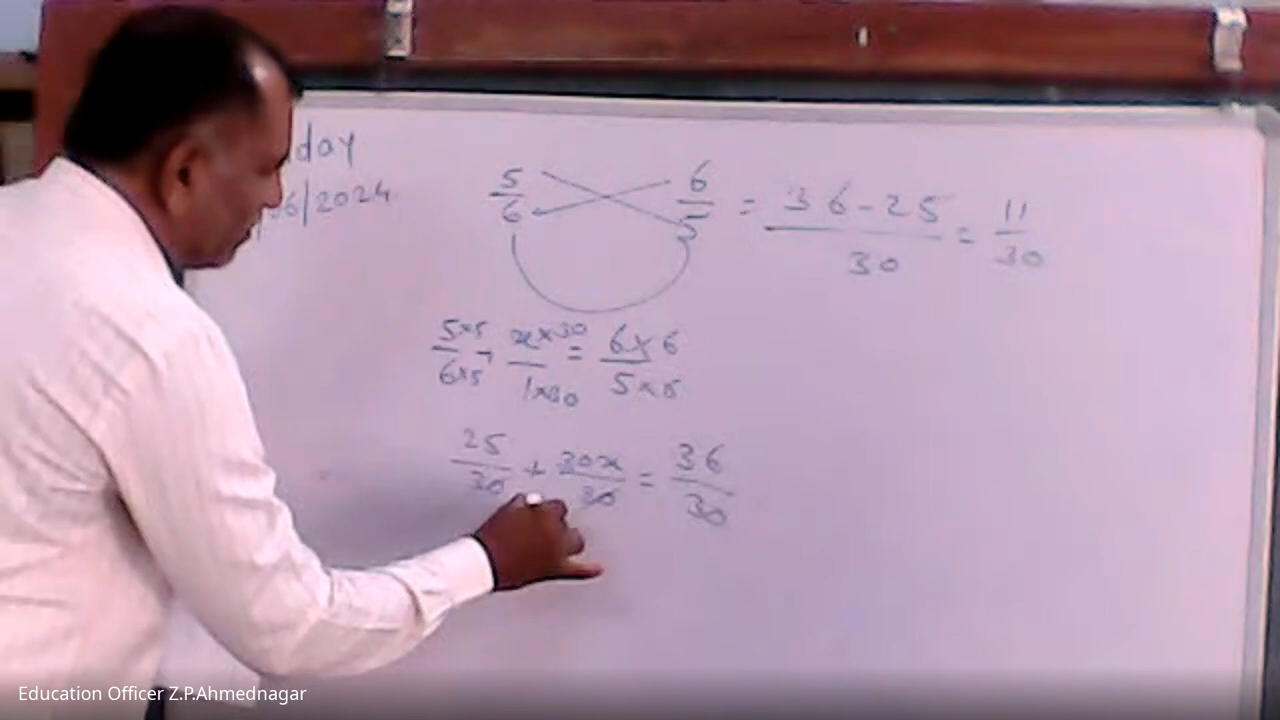 day
06/2024
5/6 6/5 = 36-25/30 = 11/30
5×5/6×5 + x×30/1×30 = 6×6/5×6
25/30 + 30x/30 = 36/30
Education Officer Z.P.Ahmednagar